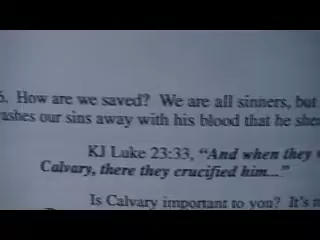 6. How are we saved? We are all sinners, but
ashes our sins away with his blood that he she
KJ Luke 23:33, “And when they
Calvary, there they crucified him...”
Is Calvary important to you? It's